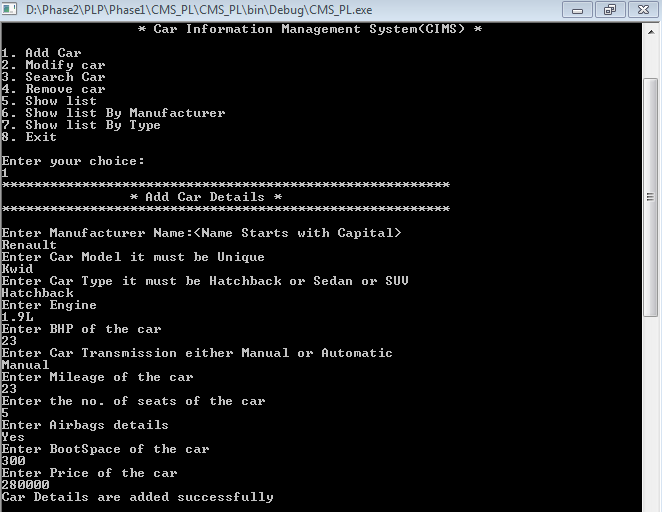 D:\Phase2\PLP\Phase1\CMS_PL\CMS_PL\bin\Debug\CMS_PL.exe
* Car Information Management System(CIMS) *
1. Add Car
2. Modify car
3. Search Car
4. Remove car
5. Show list
6. Show list By Manufacturer
7. Show list By Type
8. Exit
Enter your choice:
1
********************************************************
* Add Car Details *
********************************************************
Enter Manufacturer Name:<Name Starts with Capital>
Renault
Enter Car Model it must be Unique
Kwid
Enter Car Type it must be Hatchback or Sedan or SUV
Hatchback
Enter Engine
1.9L
Enter BHP of the car
23
Enter Car Transmission either Manual or Automatic
Manual
Enter Mileage of the car
23
Enter the no. of seats of the car
5
Enter Airbags details
Yes
Enter BootSpace of the car
300
Enter Price of the car
280000
Car Details are added successfully